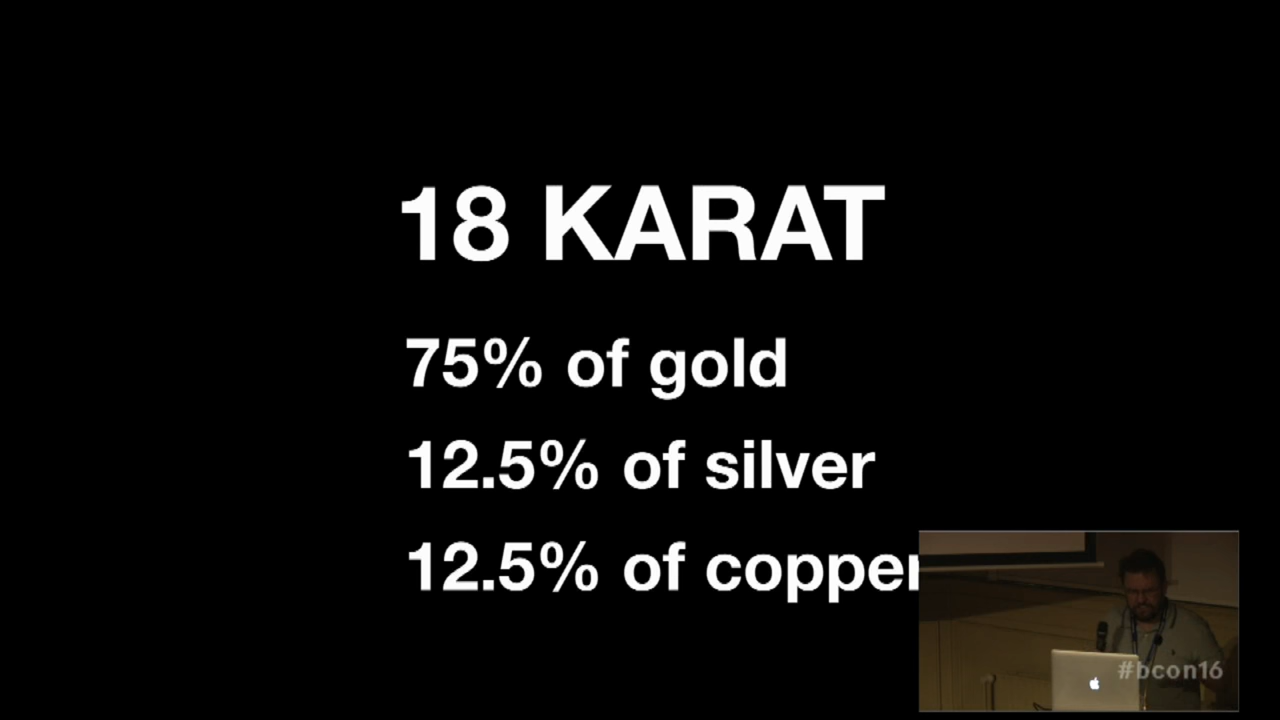 18 KARAT
75% of gold
12.5% of silver
12.5% of copper
#bcon16